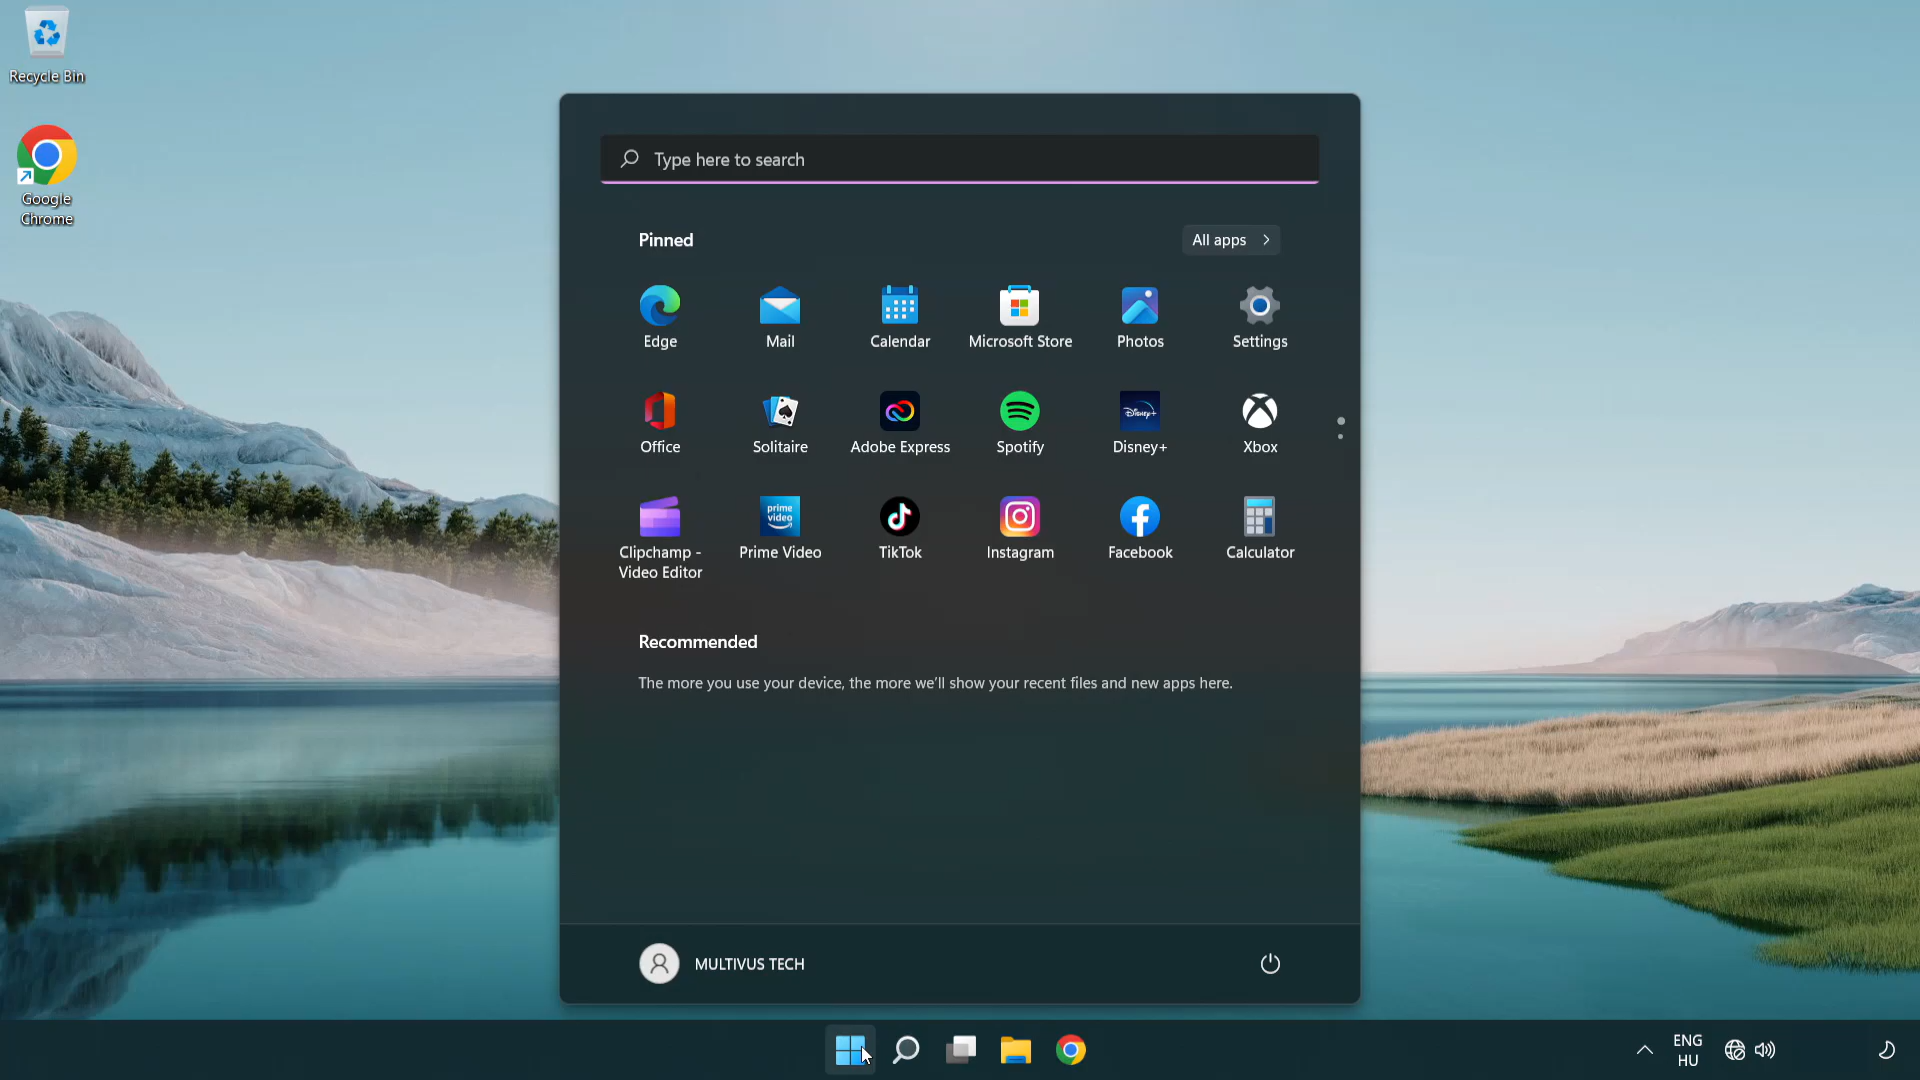 Recycle Bin
Google
Chrome
Type here to search
Pinned
All apps
Edge
Mail
Calendar
Microsoft Store
Photos
Settings
Office
Solitaire
Adobe Express
Disney+
Spotify
Disney+
Xbox
prime
video
Clipchamp -
Video Editor
Prime Video
TikTok
Instagram
Facebook
Calculator
Recommended
The more you use your device, the more we'll show your recent files and new apps here.
MULTIVUS TECH
ENG
HU